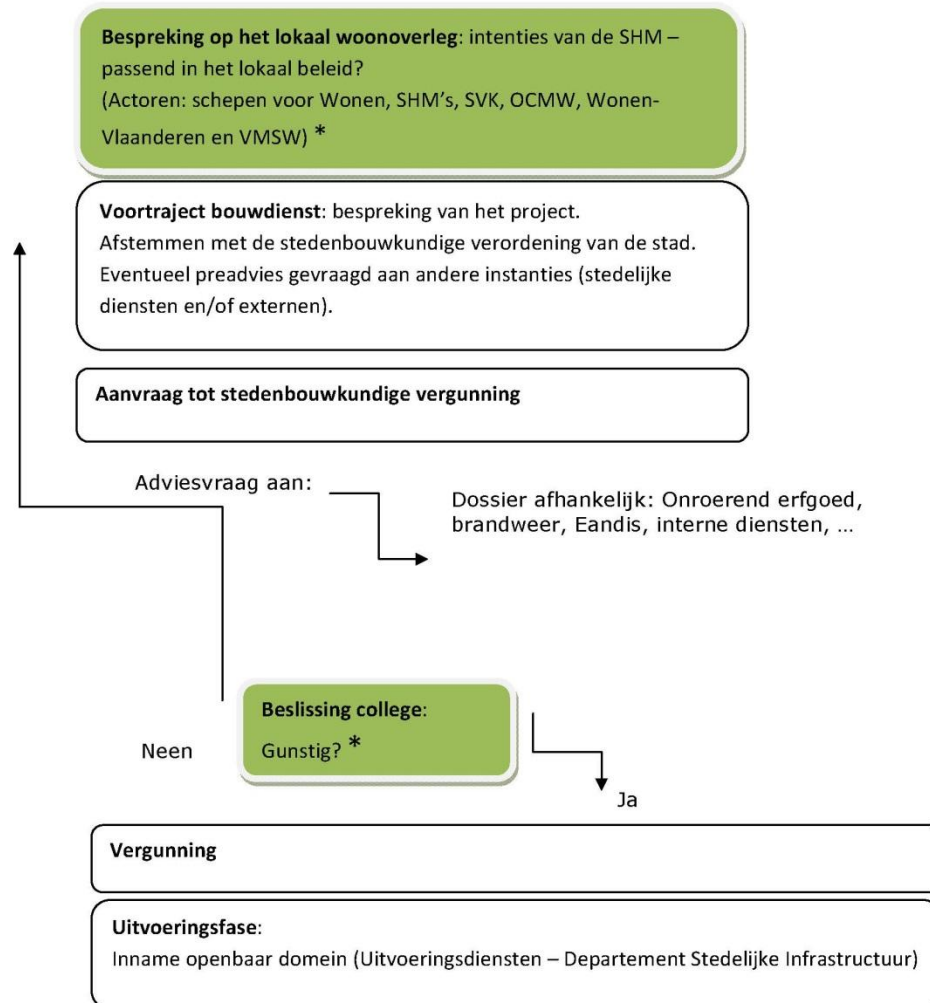 Bespreking op het lokaal woonoverleg: intenties van de SHM –
passend in het lokaal beleid?
(Actoren: schepen voor Wonen, SHM's, SVK, OCMW, Wonen-
Vlaanderen en VMSW) *
Voortraject bouwdienst: bespreking van het project.
Afstemmen met de stedenbouwkundige verordening van de stad.
Eventueel preadvies gevraagd aan andere instanties (stedelijke
diensten en/of externen).
Aanvraag tot stedenbouwkundige vergunning
Adviesvraag aan:
Dossier afhankelijk: Onroerend erfgoed,
brandweer, Eandis, interne diensten, …
Beslissing college:
Gunstig? *
Neen
Ja
Vergunning
Uitvoeringsfase:
Inname openbaar domein (Uitvoeringsdiensten – Departement Stedelijke Infrastructuur)